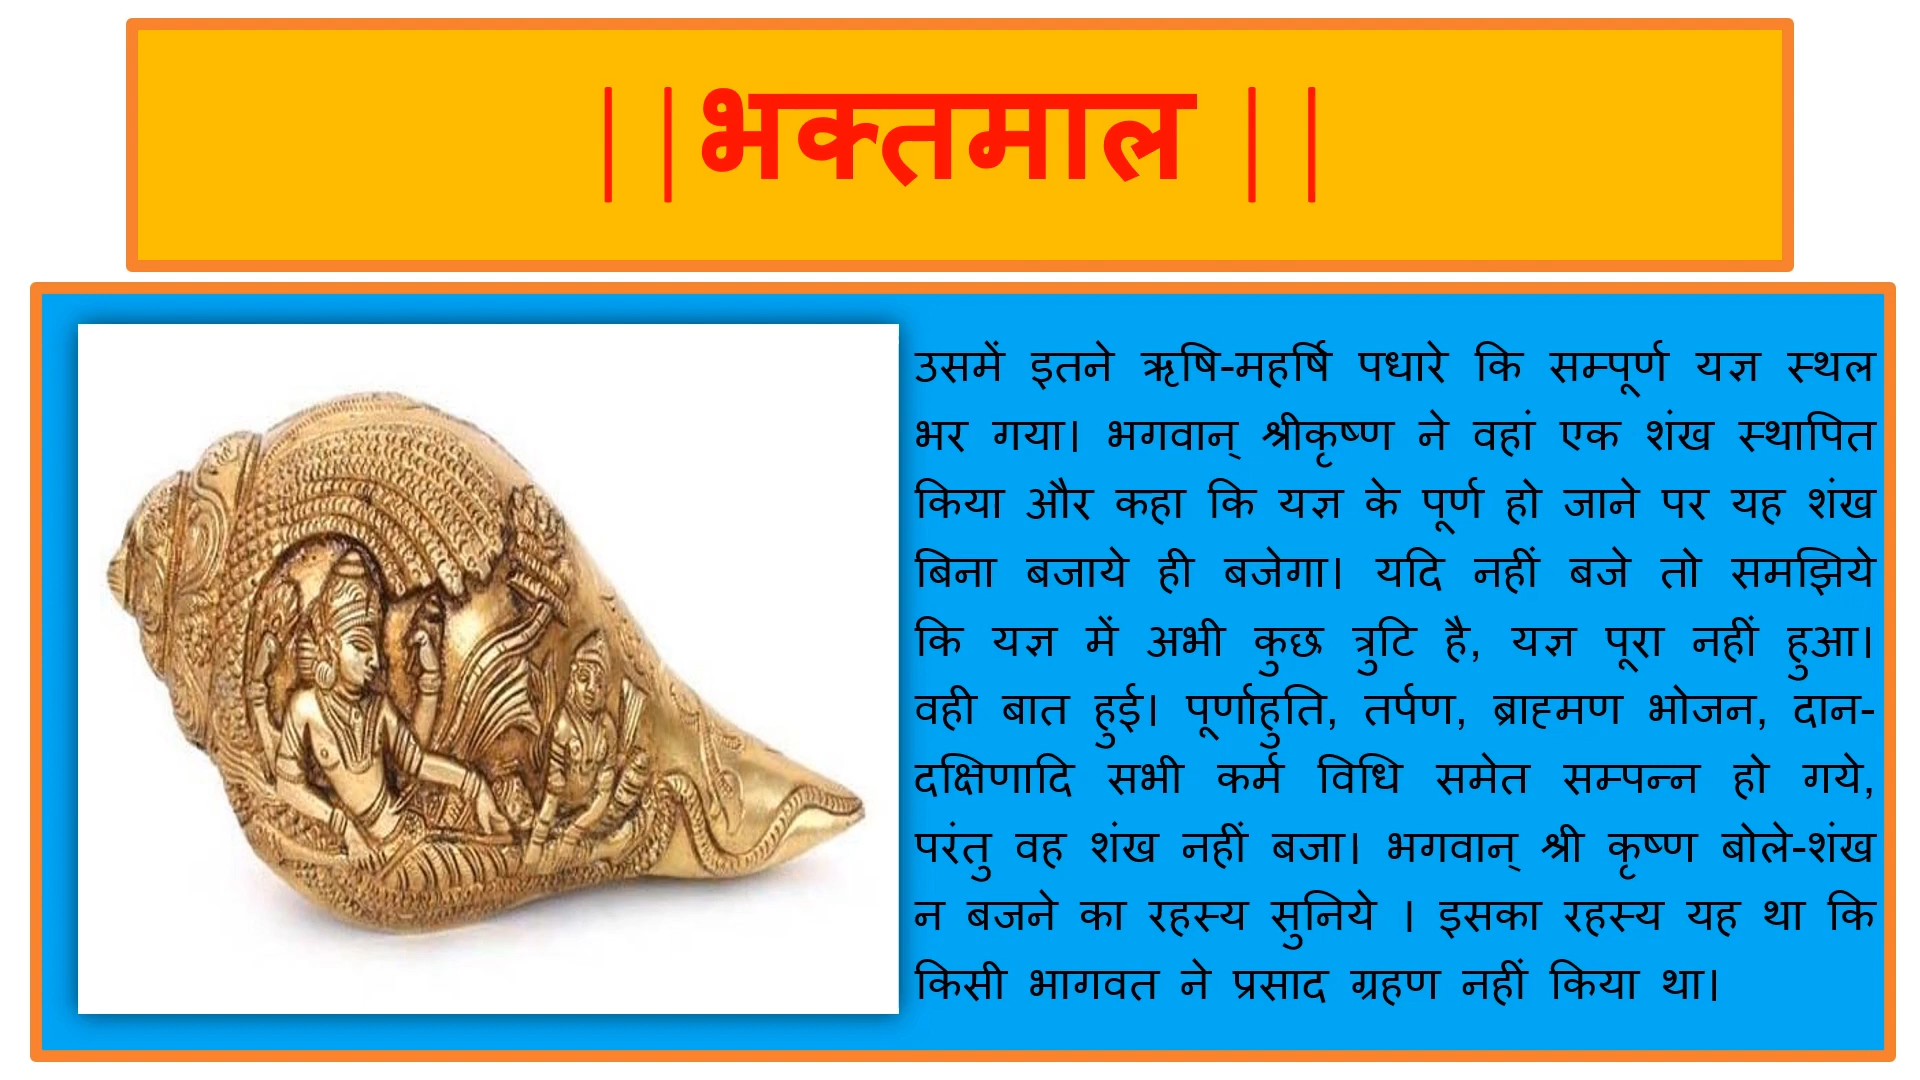 ||भक्तमाल ||
उसमें इतने ऋषि-महर्षि पधारे कि सम्पूर्ण यज्ञ स्थल
भर गया। भगवान् श्रीकृष्ण ने वहां एक शंख स्थापित
किया और कहा कि यज्ञ के पूर्ण हो जाने पर यह शंख
बिना बजाये ही बजेगा। यदि नहीं बजे तो समझिये
कि यज्ञ में अभी कुछ त्रुटि है, यज्ञ पूरा नहीं हुआ।
वही बात हुई। पूर्णाहुति, तर्पण, ब्राह्मण भोजन, दान-
दक्षिणादि सभी कर्म विधि समेत सम्पन्न हो गये,
परंतु वह शंख नहीं बजा। भगवान् श्री कृष्ण बोले-शंख
न बजने का रहस्य सुनिये । इसका रहस्य यह था कि
किसी भागवत ने प्रसाद ग्रहण नहीं किया था।